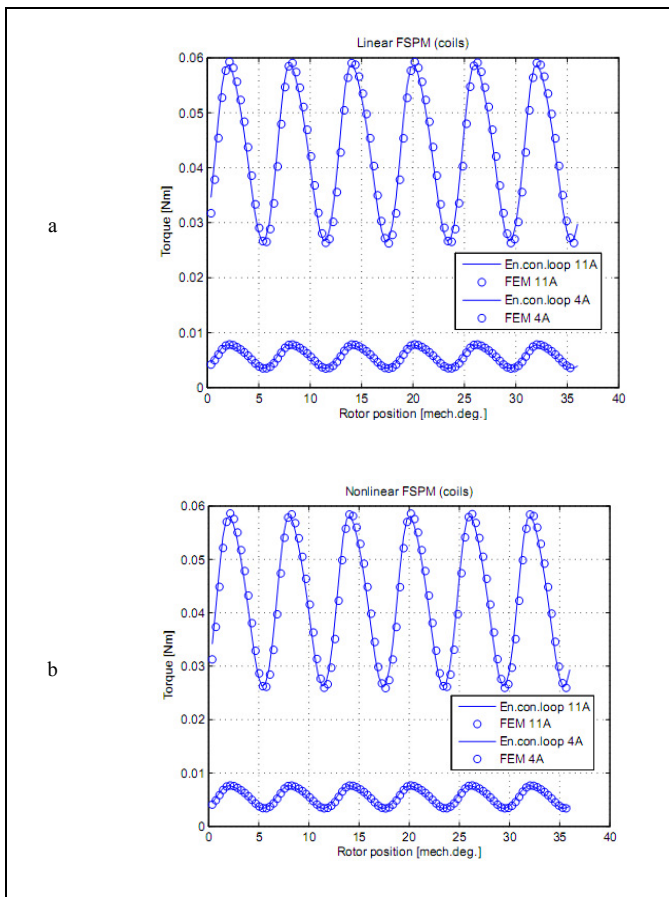 Linear FSPM (coils)
0.06
0.05
a
0.04
Torque [Nm]
0.03
En.con.loop 11A
FEM 11A
0.02
En.con.loop 4A
FEM 4A
0.01
0
0 5 10 15 20 25 30 35 40
Rotor position [mech.deg.]
Nonlinear FSPM (coils)
0.06
0.05
0.04
b
Torque [Nm]
0.03
0.02
En.con.loop 11A
FEM 11A
En.con.loop 4A
FEM 4A
0.01
0
0 5 10 15 20 25 30 35 40
Rotor position [mech.deg.]